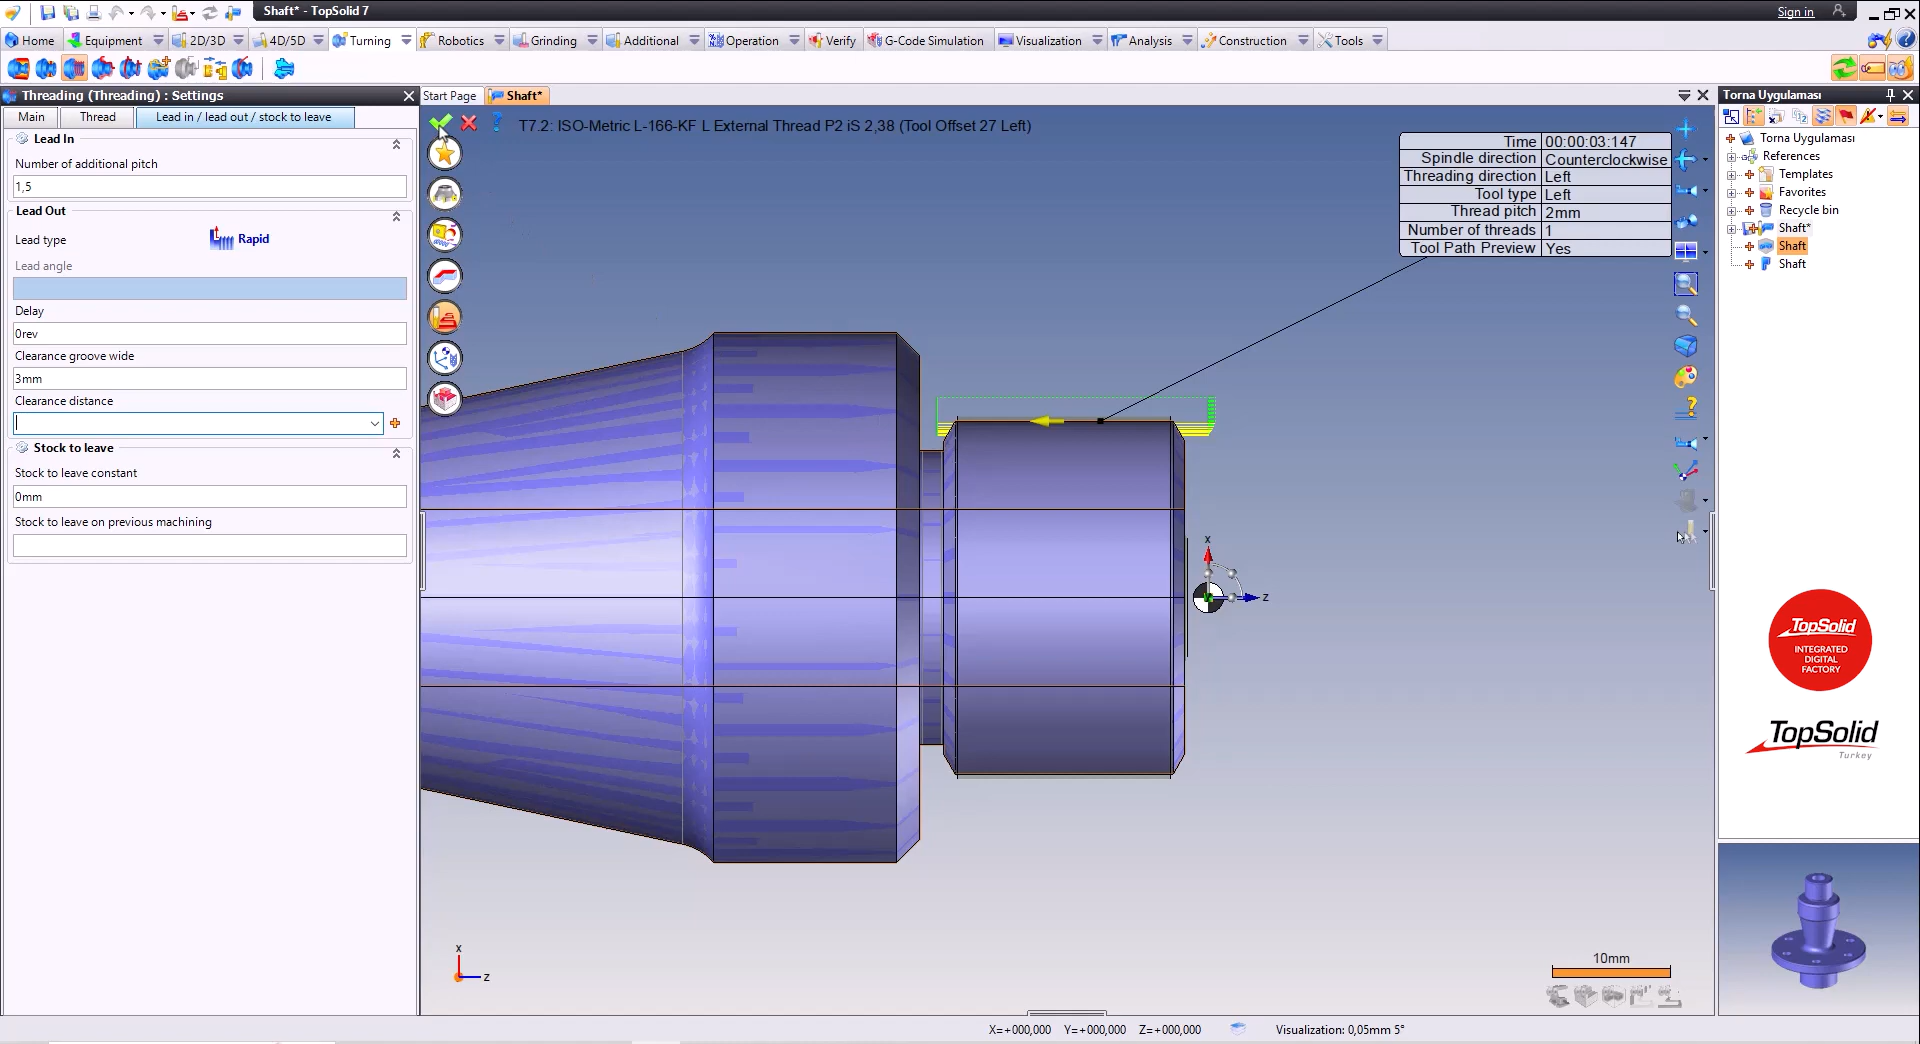 Shaft* - TopSolid 7
Sign in
Home
Equipment
2D/3D
4D/5D
Turning
Robotics
Grinding
Additional
Operation
Verify
G-Code Simulation
Visualization
Analysis
Construction
Tools
Threading (Threading) : Settings
Main
Thread
Lead in / lead out / stock to leave
Lead In
Number of additional pitch
1,5
Lead Out
Lead type
Rapid
Lead angle
Delay
0rev
Clearance groove wide
3mm
Clearance distance
Stock to leave
Stock to leave constant
0mm
Stock to leave on previous machining
Start Page
Shaft*
T7.2: ISO-Metric L-166-KF L External Thread P2 iS 2,38 (Tool Offset 27 Left)
Time 00:00:03:147
Spindle direction Counterclockwise
Threading direction Left
Tool type Left
Thread pitch 2mm
Number of threads 1
Tool Path Preview Yes
x
z
x
z
10mm
Torna Uygulaması
Torna Uygulaması
References
Templates
Favorites
Recycle bin
Shaft*
Shaft
Shaft
TopSolid
INTEGRATED
DIGITAL
FACTORY
TopSolid
Turkey
X=+000,000 Y=+000,000 Z=+000,000
Visualization: 0,05mm 5°